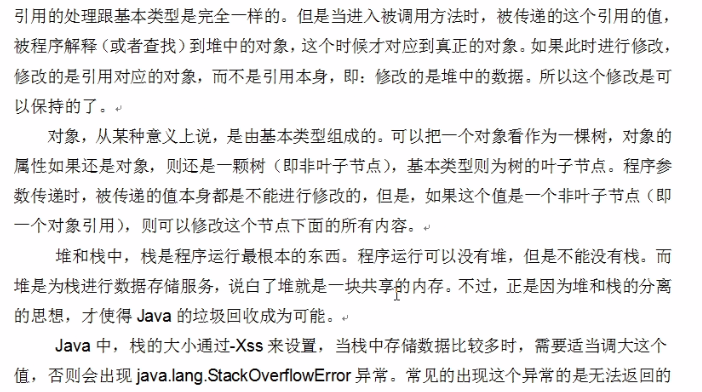 引用的处理跟基本类型是完全一样的。但是当进入被调用方法时，被传递的这个引用的值，
被程序解释（或者查找）到堆中的对象，这个时候才对应到真正的对象。如果此时进行修改，
修改的是引用对应的对象，而不是引用本身，即：修改的是堆中的数据。所以这个修改是可
以保持的了。
对象，从某种意义上说，是由基本类型组成的。可以把一个对象看作为一棵树，对象的
属性如果还是对象，则还是一颗树（即非叶子节点），基本类型则为树的叶子节点。程序参
数传递时，被传递的值本身都是不能进行修改的，但是，如果这个值是一个非叶子节点（即
一个对象引用），则可以修改这个节点下面的所有内容。
堆和栈中，栈是程序运行最根本的东西。程序运行可以没有堆，但是不能没有栈。而
堆是为栈进行数据存储服务，说白了堆就是一块共享的内存。不过，正是因为堆和栈的分离
的思想，才使得 Java 的垃圾回收成为可能。
Java 中，栈的大小通过-Xss 来设置，当栈中存储数据比较多时，需要适当调大这个
值，否则会出现 java.lang.StackOverflowError 异常。常见的出现这个异常的是无法返回的